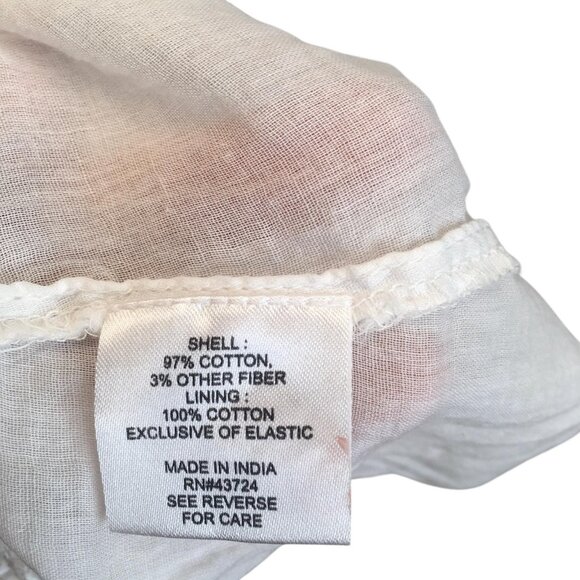 SHELL :
97% COTTON,
3% OTHER FIBER
LINING :
100% COTTON
EXCLUSIVE OF ELASTIC
MADE IN INDIA
RN#43724
SEE REVERSE
FOR CARE